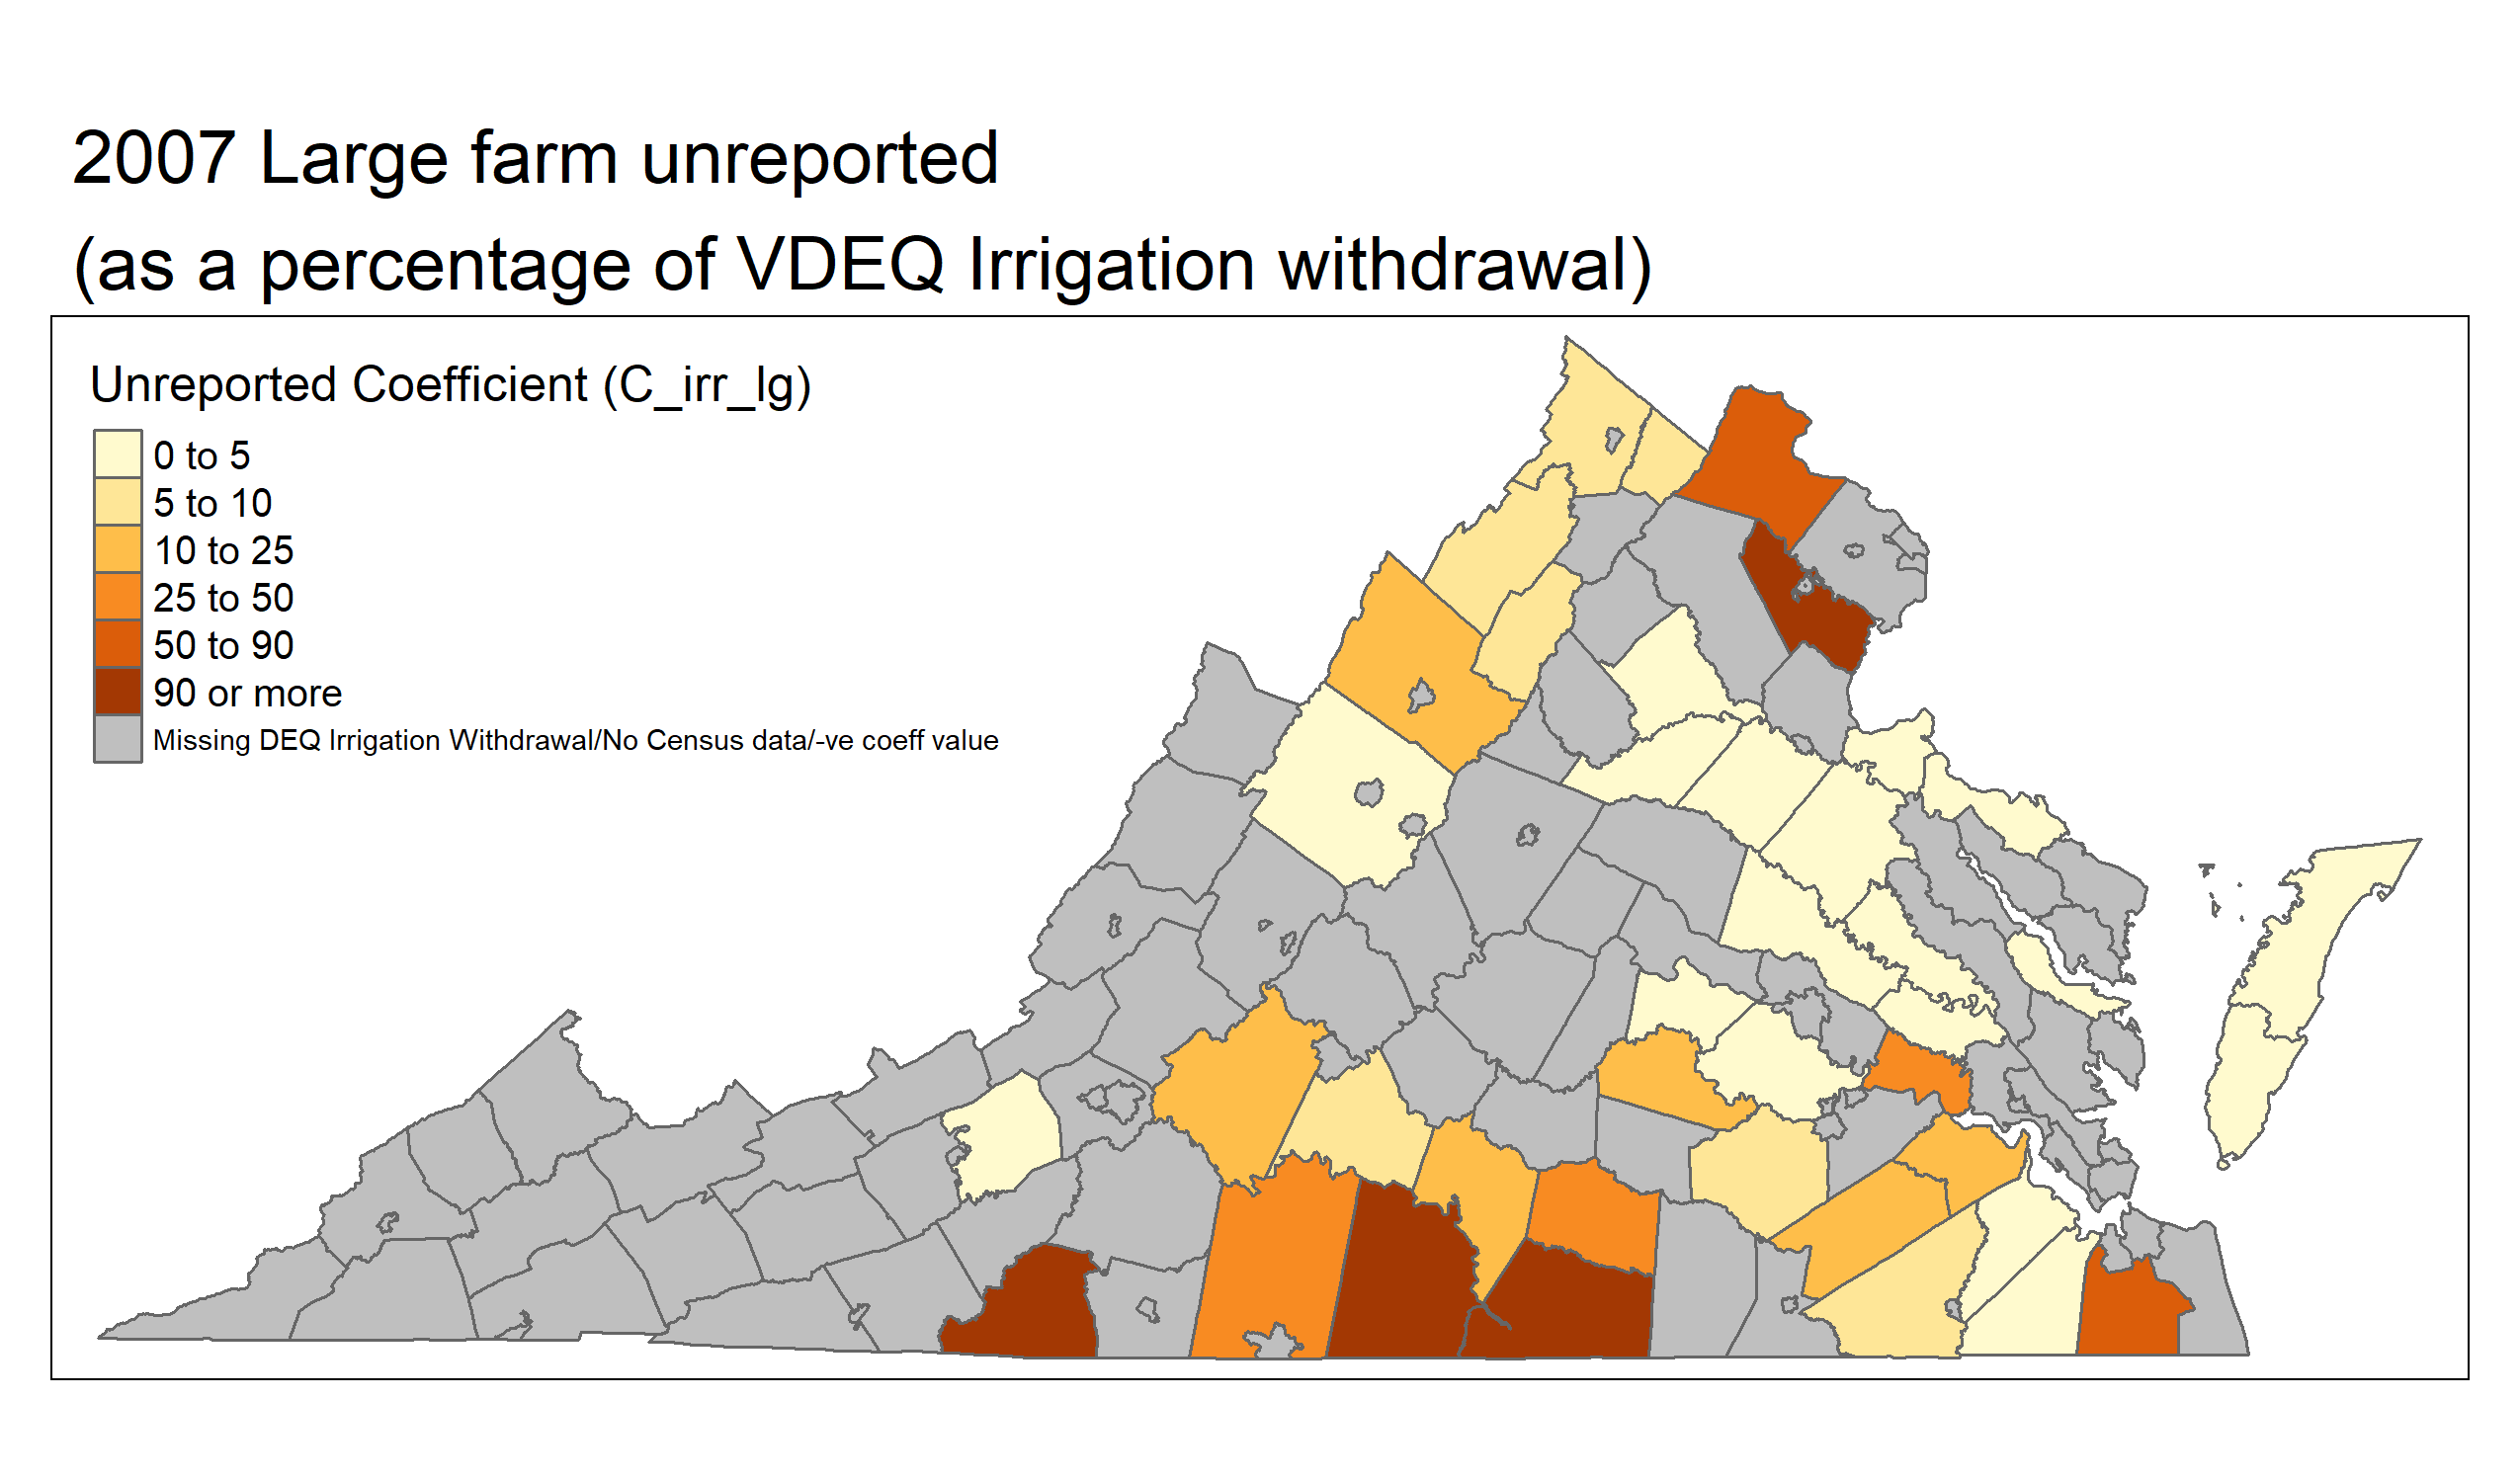 2007 Large farm unreported
(as a percentage of VDEQ Irrigation withdrawal)
Unreported Coefficient (C_irr_lg)
0 to 5
5 to 10
10 to 25
25 to 50
50 to 90
90 or more
Missing DEQ Irrigation Withdrawal/No Census data/-ve coeff value